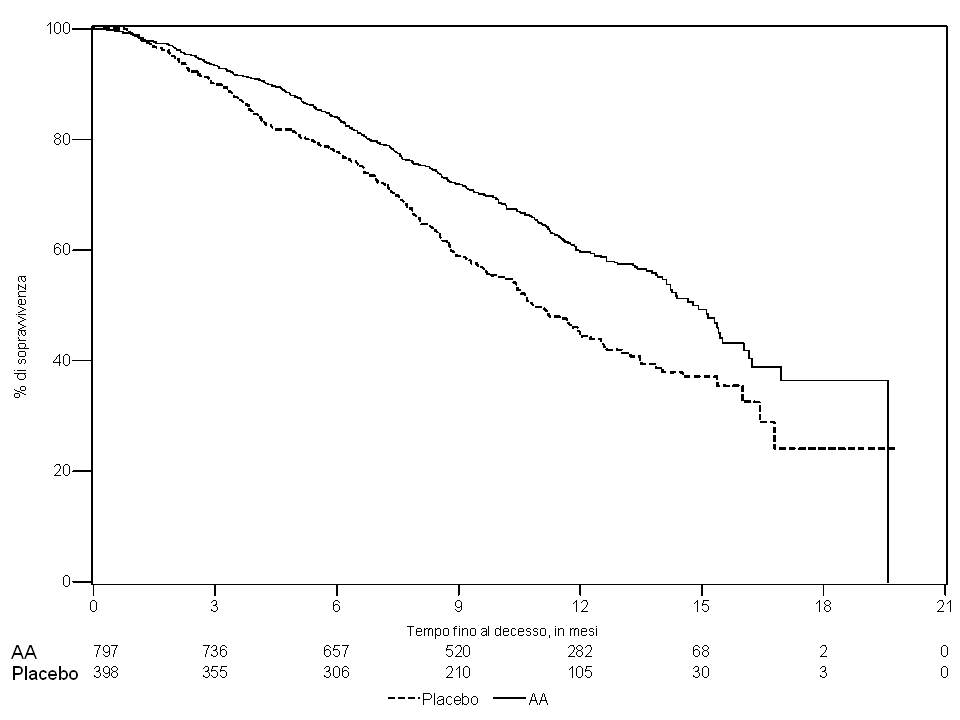 100
80
60
40
20
0
% di sopravvivenza
0 3 6 9 12 15 18 21
Tempo fino al decesso, in mesi
AA 797 736 657 520 282 68 2 0
Placebo 398 355 306 210 105 30 3 0
Placebo AA